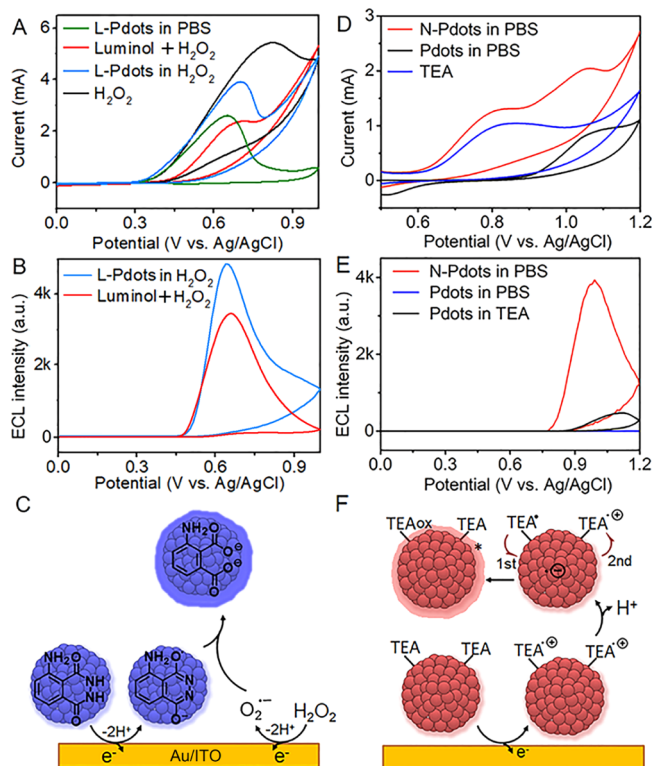 A
L-Pdots in PBS
Luminol + H₂O₂
L-Pdots in H₂O₂
H₂O₂
Current (mA)
6
4
2
0
0.0 0.3 0.6 0.9
Potential (V vs. Ag/AgCl)
D
N-Pdots in PBS
Pdots in PBS
TEA
Current (mA)
3
2
1
0
0.6 0.8 1.0 1.2
Potential (V vs. Ag/AgCl)
B
L-Pdots in H₂O₂
Luminol + H₂O₂
ECL intensity (a.u.)
4k
2k
0
0.0 0.3 0.6 0.9
Potential (V vs. Ag/AgCl)
E
N-Pdots in PBS
Pdots in PBS
Pdots in TEA
ECL intensity (a.u.)
4k
2k
0
0.0 0.3 0.6 0.9 1.2
Potential (V vs. Ag/AgCl)
C
NH₂O
O⊖
O⊖
O
NH₂O
NH
NH
O
NH₂O⁻
N
N
O⁻
O₂•⁻ H₂O₂
-2H⁺ -2H⁺
e⁻ Au/ITO e⁻
F
TEAox TEA
*
TEA• TEA•⊕
1st 2nd
•⊖
H⁺
TEA TEA
TEA•⊕ TEA•⊕
e⁻